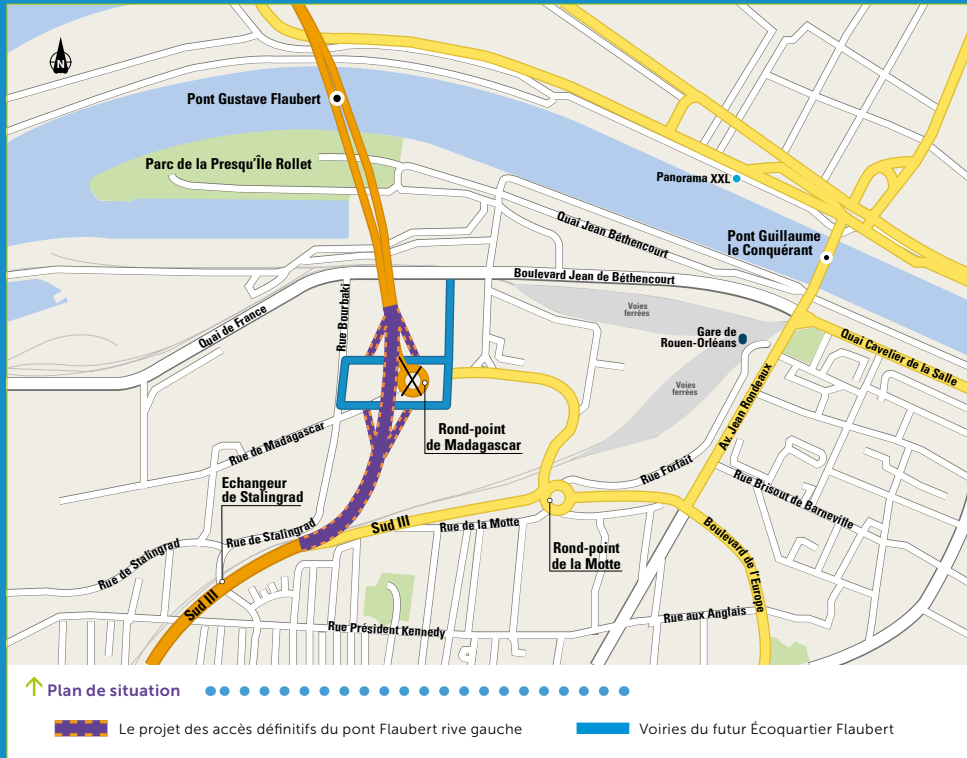 N
Pont Gustave Flaubert
Parc de la Presqu'Île Rollet
Panorama XXL
Quai Jean Béthencourt
Pont Guillaume
le Conquérant
Boulevard Jean de Béthencourt
Voies
ferrées
Quai de France
Rue Bourbaki
Gare de
Rouen-Orléans
Quai Cavelier de la Salle
Voies
ferrées
Av. Jean Rondeaux
Rond-point
de Madagascar
Rue de Madagascar
Rue Forfait
Rue Brisout de Barneville
Echangeur
de Stalingrad
Sud III
Rue de la Motte
Rue de Stalingrad
Rue de Stalingrad
Rond-point
de la Motte
Boulevard de l'Europe
Sud III
Rue Président Kennedy
Rue aux Anglais
Plan de situation
Le projet des accès définitifs du pont Flaubert rive gauche
Voiries du futur Écoquartier Flaubert